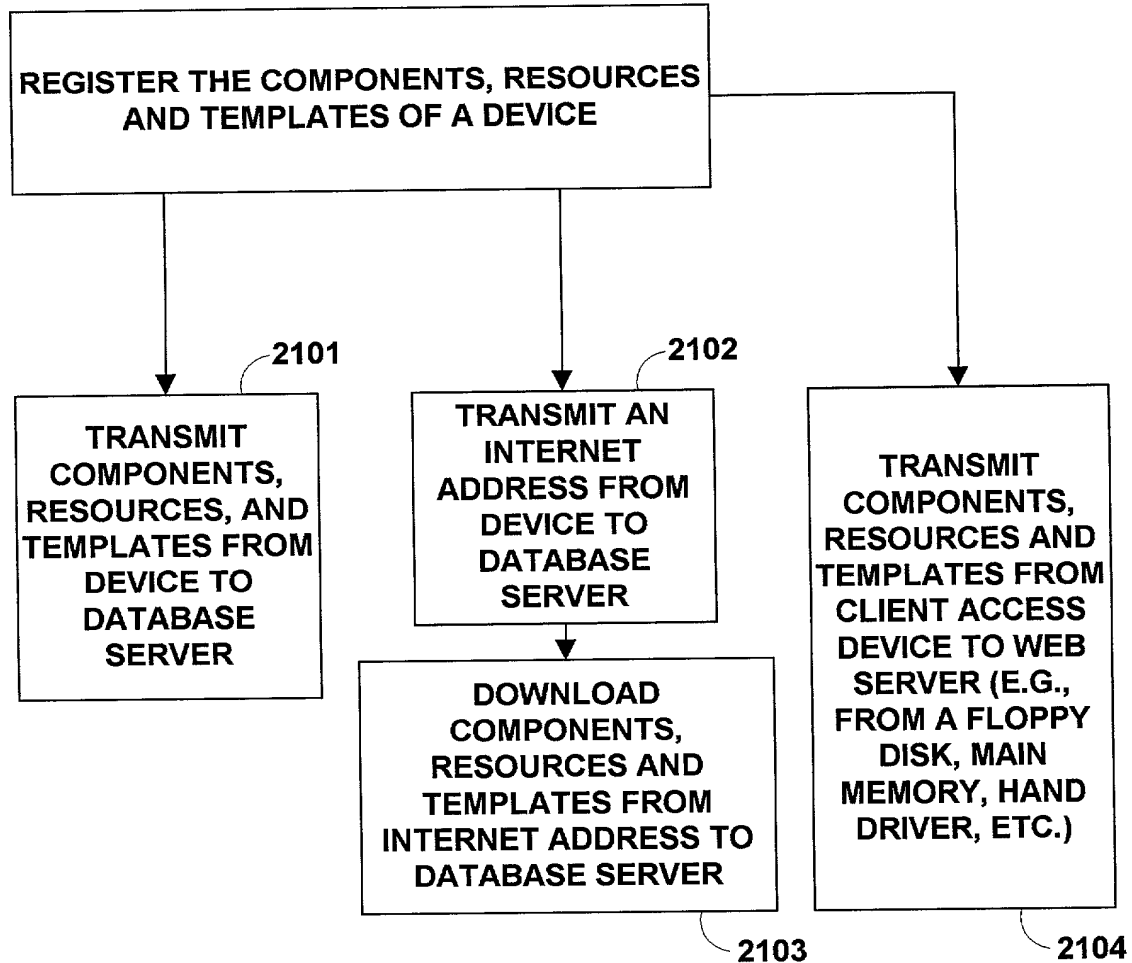 REGISTER THE COMPONENTS, RESOURCES
AND TEMPLATES OF A DEVICE
2101
TRANSMIT
COMPONENTS,
RESOURCES, AND
TEMPLATES FROM
DEVICE TO
DATABASE
SERVER
2102
TRANSMIT AN
INTERNET
ADDRESS FROM
DEVICE TO
DATABASE
SERVER
DOWNLOAD
COMPONENTS,
RESOURCES AND
TEMPLATES FROM
INTERNET ADDRESS TO
DATABASE SERVER
2103
TRANSMIT
COMPONENTS,
RESOURCES AND
TEMPLATES FROM
CLIENT ACCESS
DEVICE TO WEB
SERVER (E.G.,
FROM A FLOPPY
DISK, MAIN
MEMORY, HAND
DRIVER, ETC.)
2104